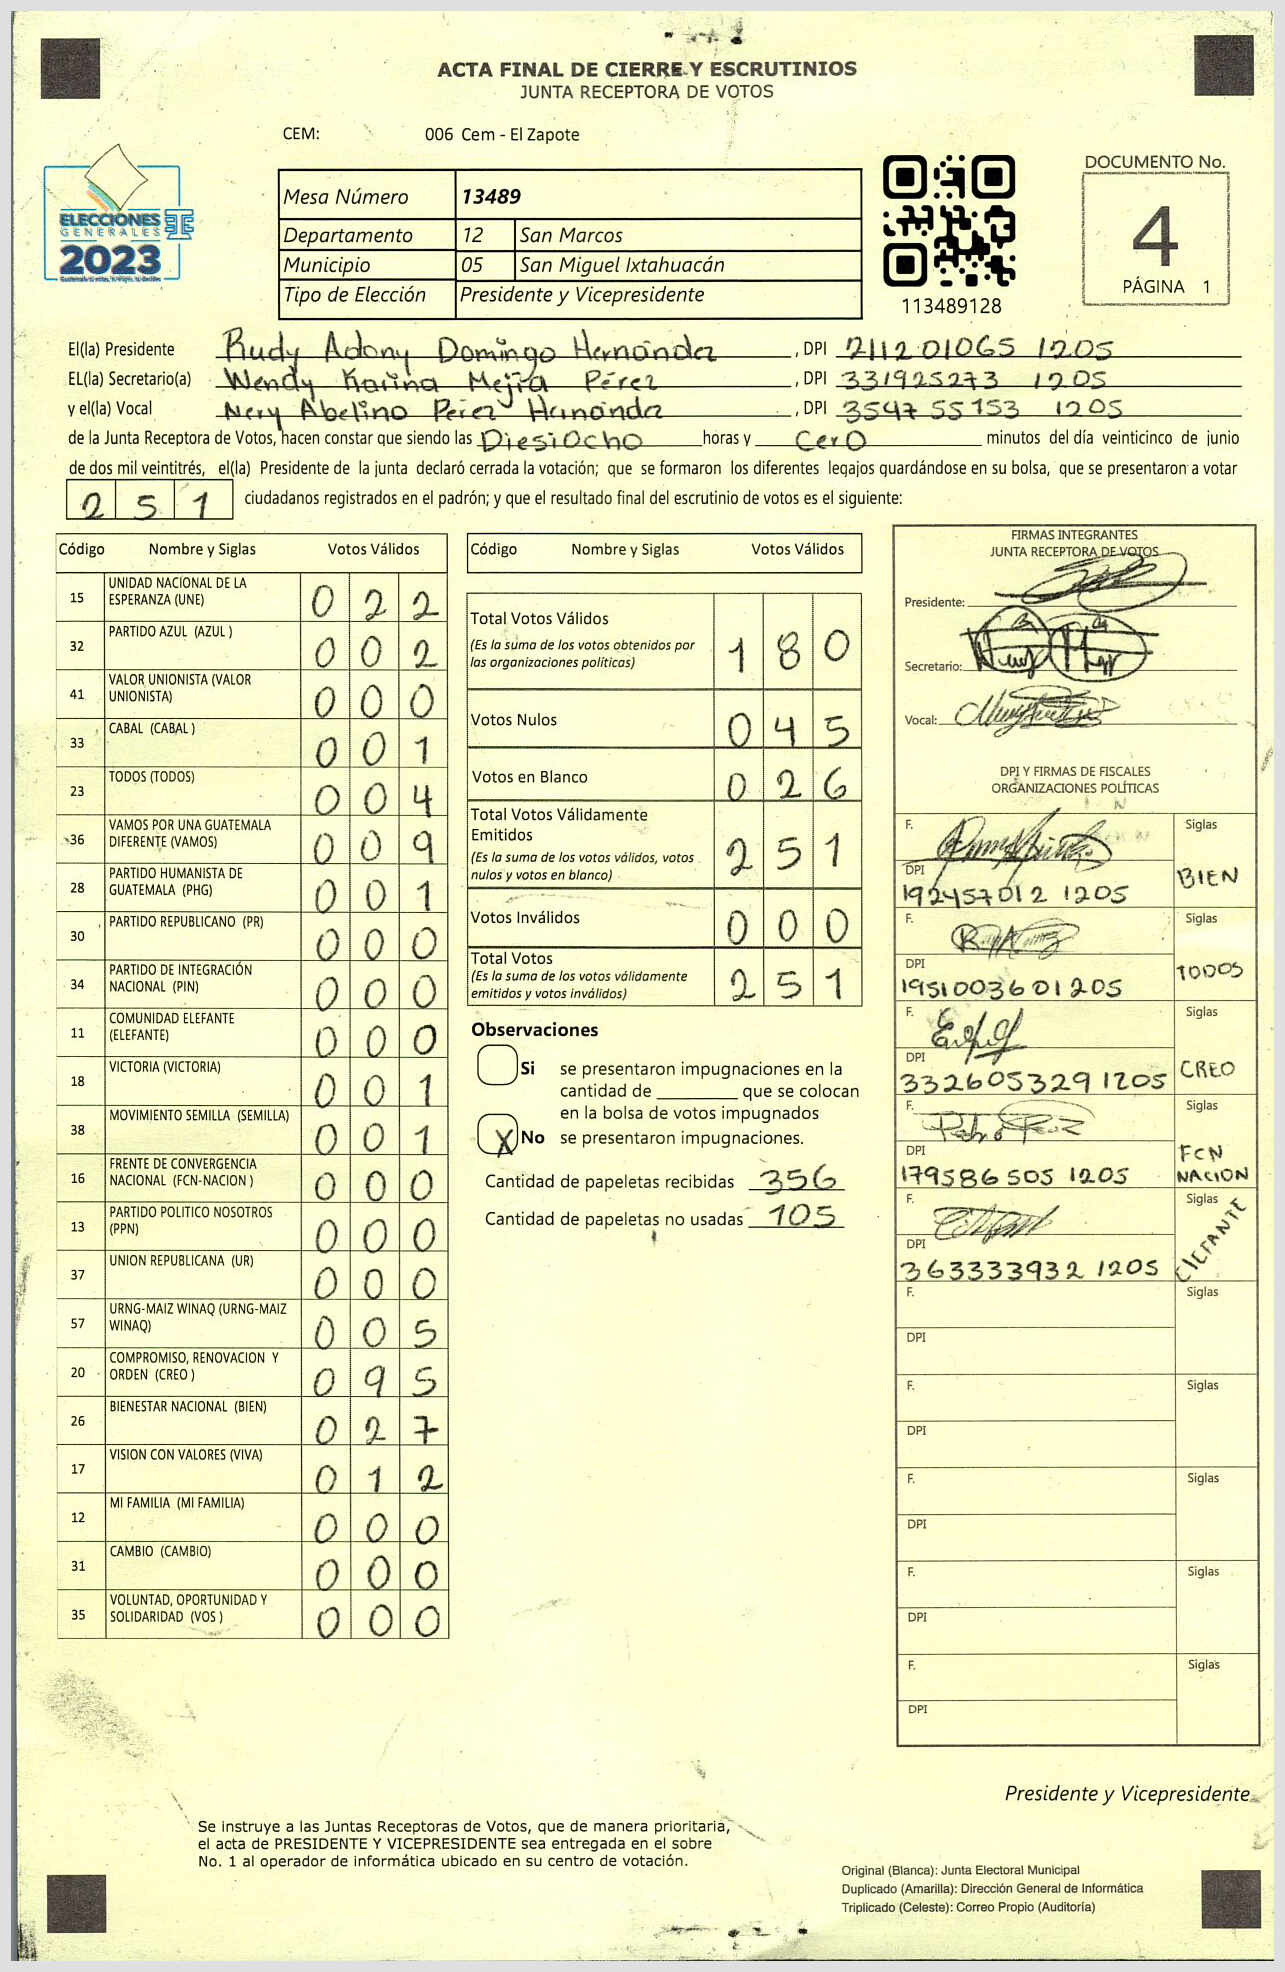 ACTA FINAL DE CIERRE Y ESCRUTINIOS
JUNTA RECEPTORA DE VOTOS
CEM: 006 Cem - El Zapote
ELECCIONES
GENERALES
2023
Mesa Número 13489
Departamento 12 San Marcos
Municipio 05 San Miguel Ixtahuacán
Tipo de Elección Presidente y Vicepresidente
113489128
DOCUMENTO No.
4
PÁGINA 1
El(la) Presidente Rudy Adony Domingo Hernández , DPI 211201065 1205
EL(la) Secretario(a) Wendy Karina Mejía Pérez , DPI 331925273 1205
y el(la) Vocal Nery Abelino Pérez Hernández , DPI 354755153 1205
de la Junta Receptora de Votos, hacen constar que siendo las DiesiOcho horas y CerO minutos del día veinticinco de junio
de dos mil veintitrés, el(la) Presidente de la junta declaró cerrada la votación; que se formaron los diferentes legajos guardándose en su bolsa, que se presentaron a votar
251 ciudadanos registrados en el padrón; y que el resultado final del escrutinio de votos es el siguiente:
Código Nombre y Siglas Votos Válidos
15 UNIDAD NACIONAL DE LA
ESPERANZA (UNE) 0 2 2
32 PARTIDO AZUL (AZUL ) 0 0 2
41 VALOR UNIONISTA (VALOR
UNIONISTA) 0 0 0
33 CABAL (CABAL ) 0 0 1
23 TODOS (TODOS) 0 0 4
36 VAMOS POR UNA GUATEMALA
DIFERENTE (VAMOS) 0 0 9
28 PARTIDO HUMANISTA DE
GUATEMALA (PHG) 0 0 1
30 PARTIDO REPUBLICANO (PR) 0 0 0
34 PARTIDO DE INTEGRACIÓN
NACIONAL (PIN) 0 0 0
11 COMUNIDAD ELEFANTE
(ELEFANTE) 0 0 0
18 VICTORIA (VICTORIA) 0 0 1
38 MOVIMIENTO SEMILLA (SEMILLA) 0 0 1
16 FRENTE DE CONVERGENCIA
NACIONAL (FCN-NACION ) 0 0 0
13 PARTIDO POLITICO NOSOTROS
(PPN) 0 0 0
37 UNION REPUBLICANA (UR) 0 0 0
57 URNG-MAIZ WINAQ (URNG-MAIZ
WINAQ) 0 0 5
20 COMPROMISO, RENOVACION Y
ORDEN (CREO ) 0 9 5
26 BIENESTAR NACIONAL (BIEN) 0 2 7
17 VISION CON VALORES (VIVA) 0 1 2
12 MI FAMILIA (MI FAMILIA) 0 0 0
31 CAMBIO (CAMBIO) 0 0 0
35 VOLUNTAD, OPORTUNIDAD Y
SOLIDARIDAD (VOS ) 0 0 0
Código Nombre y Siglas Votos Válidos
Total Votos Válidos
(Es la suma de los votos obtenidos por
las organizaciones políticas) 1 8 0
Votos Nulos 0 4 5
Votos en Blanco 0 2 6
Total Votos Válidamente
Emitidos
(Es la suma de los votos válidos, votos
nulos y votos en blanco) 2 5 1
Votos Inválidos 0 0 0
Total Votos
(Es la suma de los votos válidamente
emitidos y votos inválidos) 2 5 1
Observaciones
Si se presentaron impugnaciones en la
cantidad de ________ que se colocan
en la bolsa de votos impugnados
X No se presentaron impugnaciones.
Cantidad de papeletas recibidas 356
Cantidad de papeletas no usadas 105
FIRMAS INTEGRANTES
JUNTA RECEPTORA DE VOTOS
Presidente:
Secretario:
Vocal:
DPI Y FIRMAS DE FISCALES
ORGANIZACIONES POLÍTICAS
F. Siglas
DPI
192457012 1205 BIEN
F. Siglas
DPI
1951003601205 TODOS
F. Siglas
DPI
332605329 1205 CREO
F. Siglas
DPI
179586505 1205 FCN NACION
F. Siglas
DPI
363333932 1205 ElEFANTE
F. Siglas
DPI
F. Siglas
DPI
F. Siglas
DPI
F. Siglas
DPI
F. Siglas
DPI
Presidente y Vicepresidente
Se instruye a las Juntas Receptoras de Votos, que de manera prioritaria,
el acta de PRESIDENTE Y VICEPRESIDENTE sea entregada en el sobre
No. 1 al operador de informática ubicado en su centro de votación.
Original (Blanca): Junta Electoral Municipal
Duplicado (Amarilla): Dirección General de Informática
Triplicado (Celeste): Correo Propio (Auditoría)